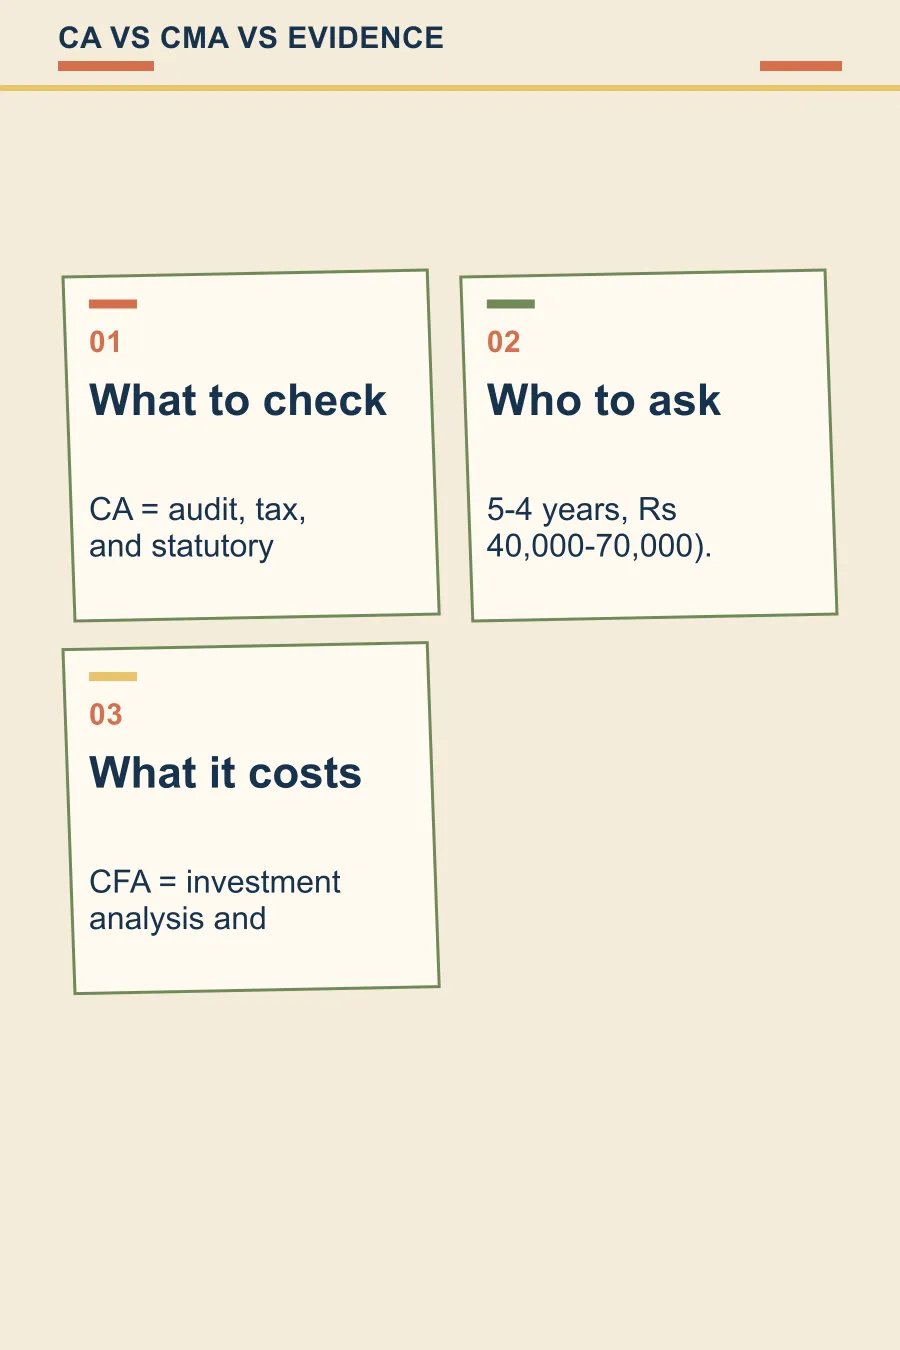 CA VS CMA VS EVIDENCE
01
What to check
CA = audit, tax,
and statutory
02
Who to ask
5-4 years, Rs
40,000-70,000).
03
What it costs
CFA = investment
analysis and